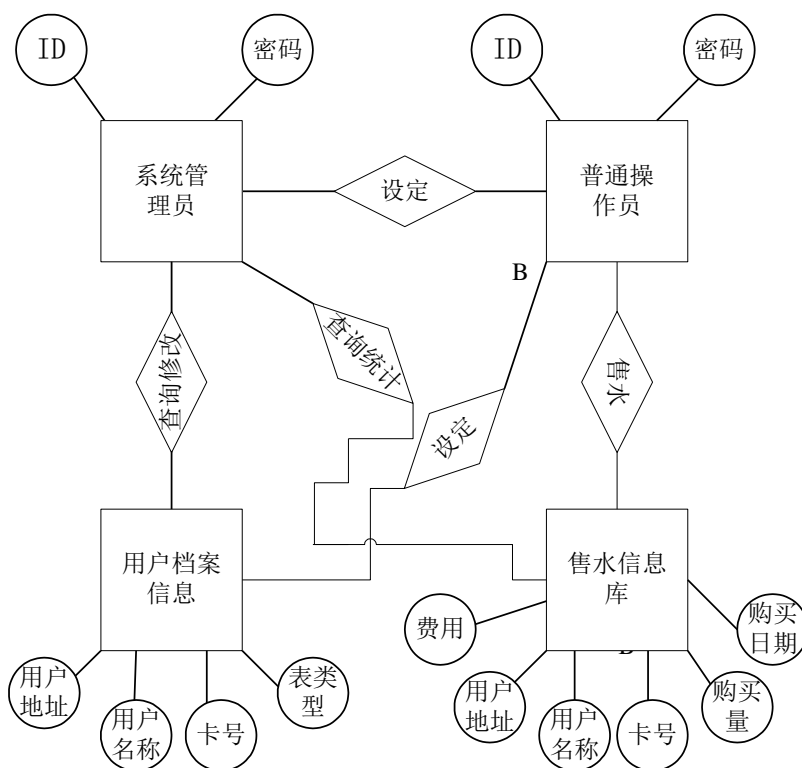 ID
密码
ID
密码
系统管
理员
设定
普通操
作员
B
查询修改
查询统计
设定
售水
用户档案
信息
售水信息
库
费用
购买
日期
用户
地址
用户
名称
卡号
表类
型
用户
地址
用户
名称
卡号
购买
量